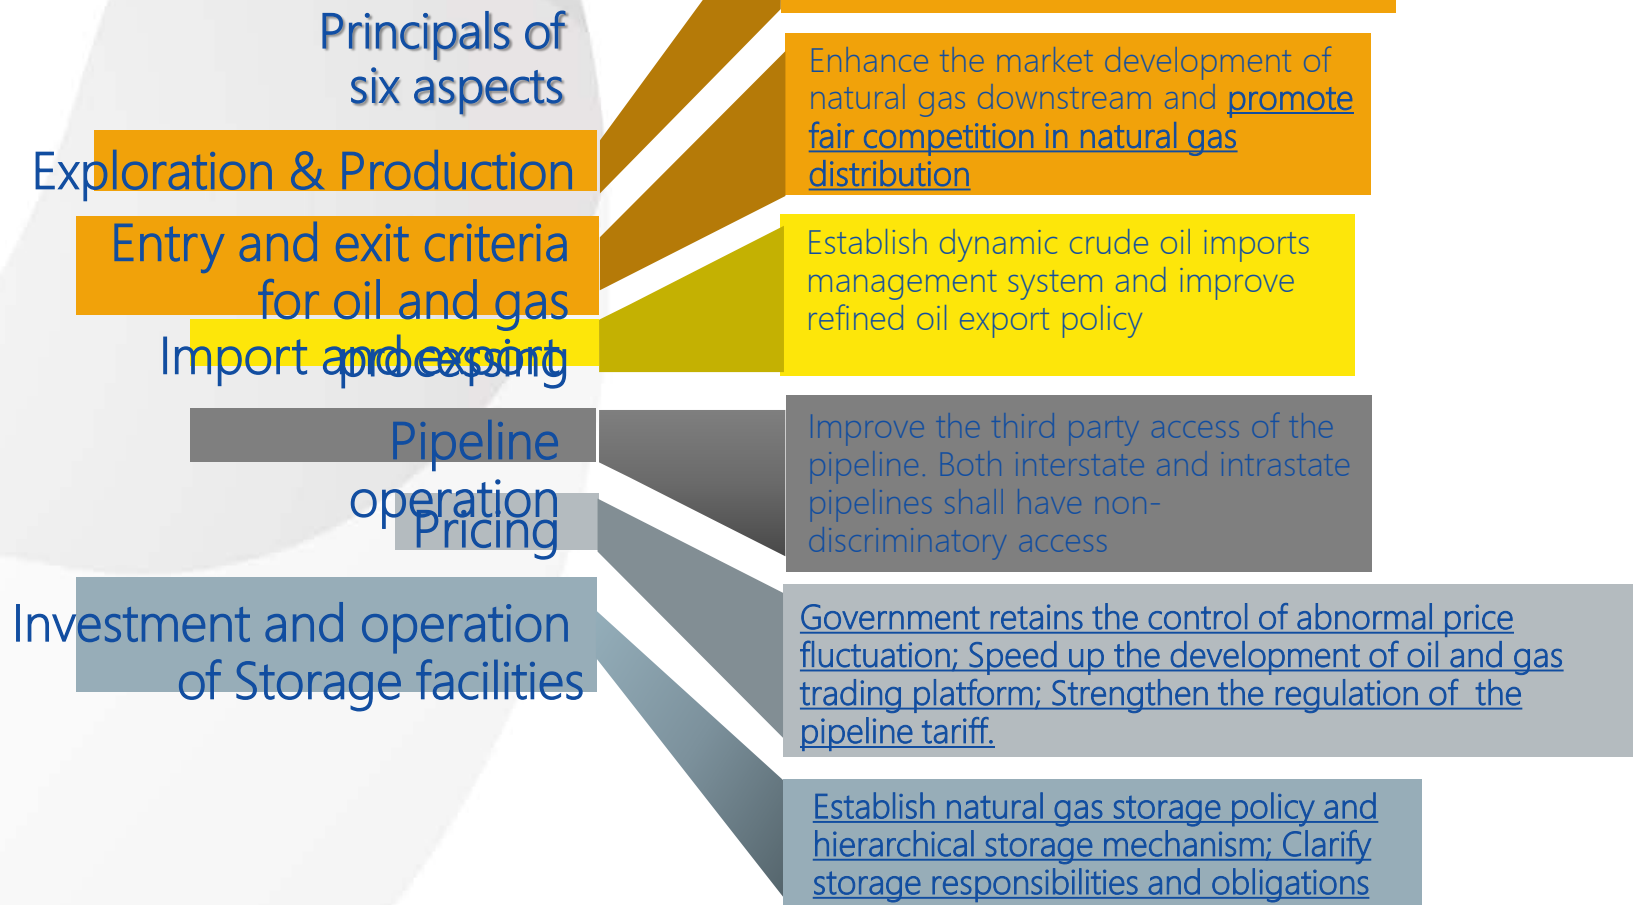 Principals of
six aspects
Exploration & Production
Entry and exit criteria
for oil and gas
processing
Import and export
Pipeline
operation
Pricing
Investment and operation
of Storage facilities
Enhance the market development of
natural gas downstream and promote
fair competition in natural gas
distribution
Establish dynamic crude oil imports
management system and improve
refined oil export policy
Improve the third party access of the
pipeline. Both interstate and intrastate
pipelines shall have non-
discriminatory access
Government retains the control of abnormal price
fluctuation; Speed up the development of oil and gas
trading platform; Strengthen the regulation of  the
pipeline tariff.
Establish natural gas storage policy and
hierarchical storage mechanism; Clarify
storage responsibilities and obligations